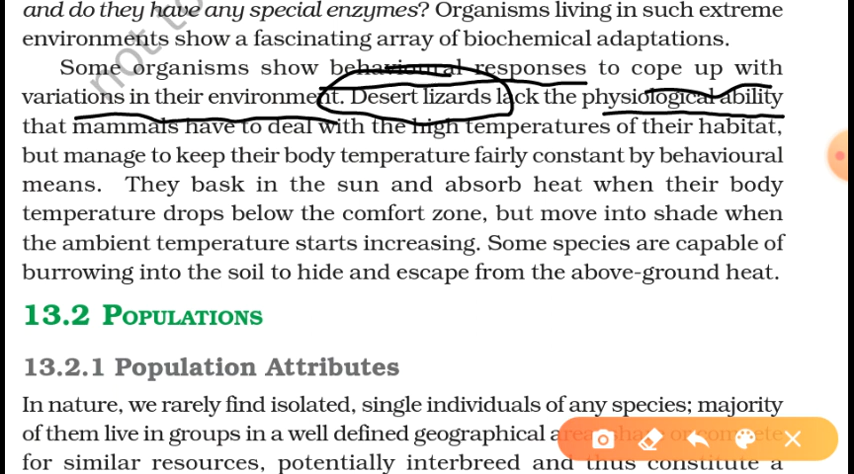 and do they have any special enzymes? Organisms living in such extreme
environments show a fascinating array of biochemical adaptations.
Some organisms show behavioural responses to cope up with
variations in their environment. Desert lizards lack the physiological ability
that mammals have to deal with the high temperatures of their habitat,
but manage to keep their body temperature fairly constant by behavioural
means. They bask in the sun and absorb heat when their body
temperature drops below the comfort zone, but move into shade when
the ambient temperature starts increasing. Some species are capable of
burrowing into the soil to hide and escape from the above-ground heat.
13.2 POPULATIONS
13.2.1 Population Attributes
In nature, we rarely find isolated, single individuals of any species; majority
of them live in groups in a well defined geographical area, share or compete
for similar resources, potentially interbreed and thus constitute a
not to